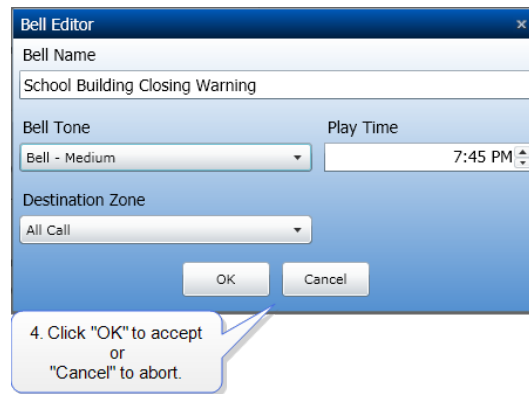 Bell Editor
×
Bell Name
School Building Closing Warning
Bell Tone
Play Time
Bell - Medium
7:45 PM
Destination Zone
All Call
OK
Cancel
4. Click "OK" to accept
or
"Cancel" to abort.